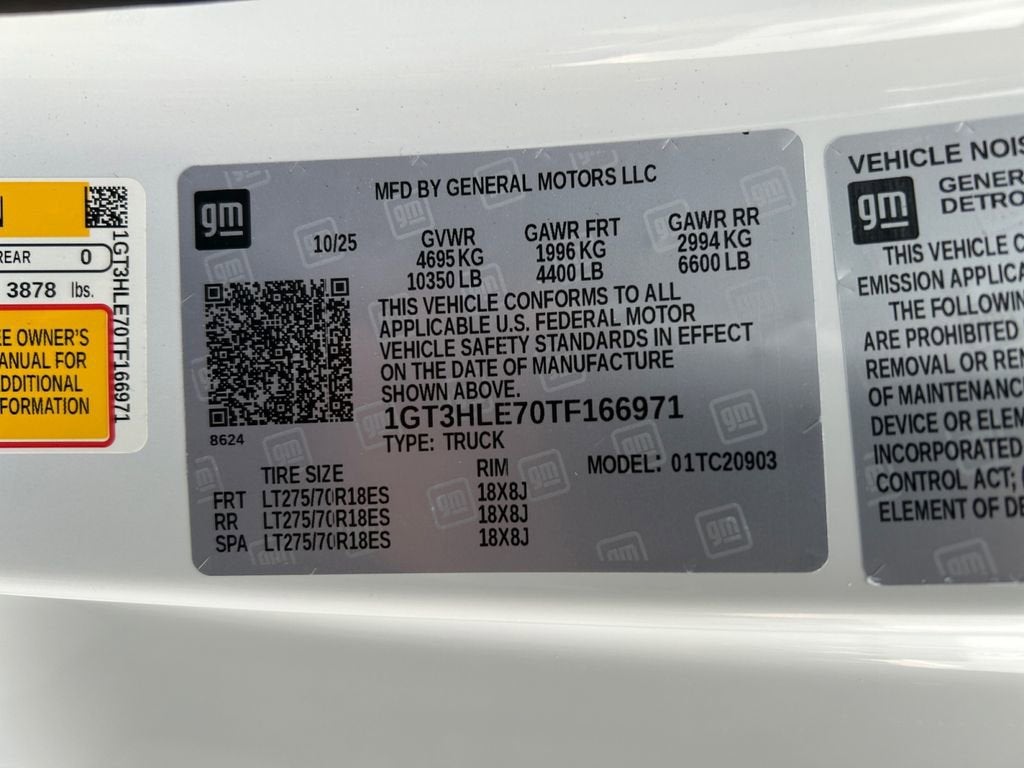 N
REAR 0
3878 lbs.
OWNER'S
FOR
1GT3HLE70TF166971
gm
MFD BY GENERAL MOTORS LLC
10/25
GVWR GAWR FRT GAWR RR
4695 KG 1996 KG 2994 KG
10350 LB 4400 LB 6600 LB
THIS VEHICLE CONFORMS TO ALL
APPLICABLE U.S. FEDERAL MOTOR
VEHICLE SAFETY STANDARDS IN EFFECT
ON THE DATE OF MANUFACTURE
SHOWN ABOVE.
1GT3HLE70TF166971
8624
TYPE: TRUCK
TIRE SIZE RIM MODEL: 01TC20903
FRT LT275/70R18ES 18X8J
RR LT275/70R18ES 18X8J
SPA LT275/70R18ES 18X8J
VEHICLE NOIS
gm
GENER
DETRO
THIS VEHICLE C
EMISSION APPLICA
THE FOLLOWIN
ARE PROHIBITED
REMOVAL OR REN
OF MAINTENANC
DEVICE OR ELEM
INCORPORATED
CONTROL ACT;
ELEMENT OF DE